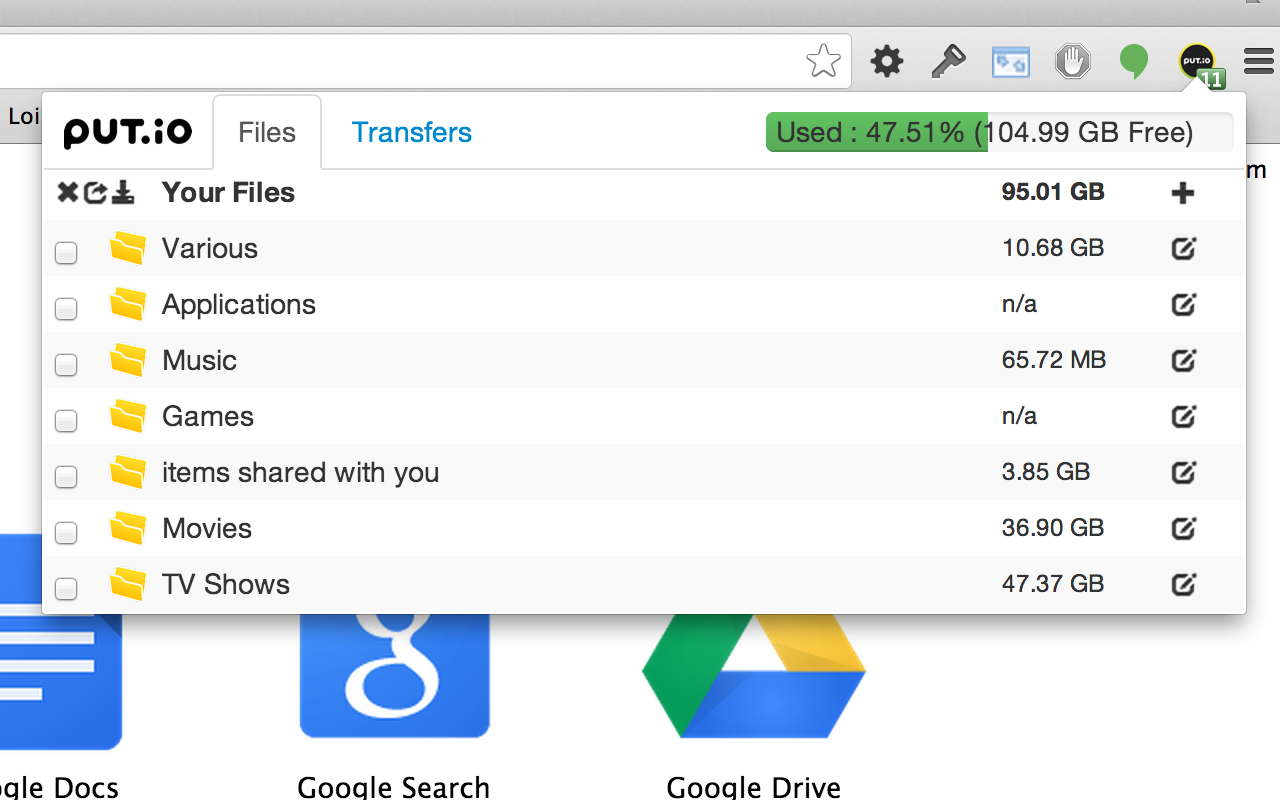 PUT.IO
11
Loi
PUT.IO Files Transfers Used : 47.51% (104.99 GB Free)
m
Your Files 95.01 GB
Various 10.68 GB
Applications n/a
Music 65.72 MB
Games n/a
items shared with you 3.85 GB
Movies 36.90 GB
TV Shows 47.37 GB
g
gle Docs Google Search Google Drive